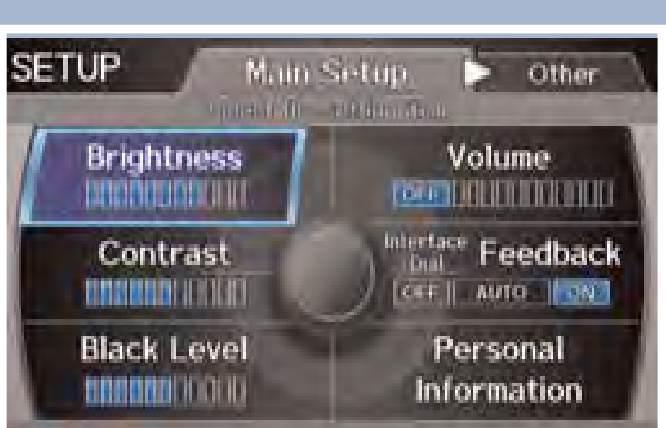 SETUP
Main Setup
Other
Brightness
Volume
OFF
Contrast
Interface
Dial
Feedback
OFF
AUTO
ON
Black Level
Personal
Information